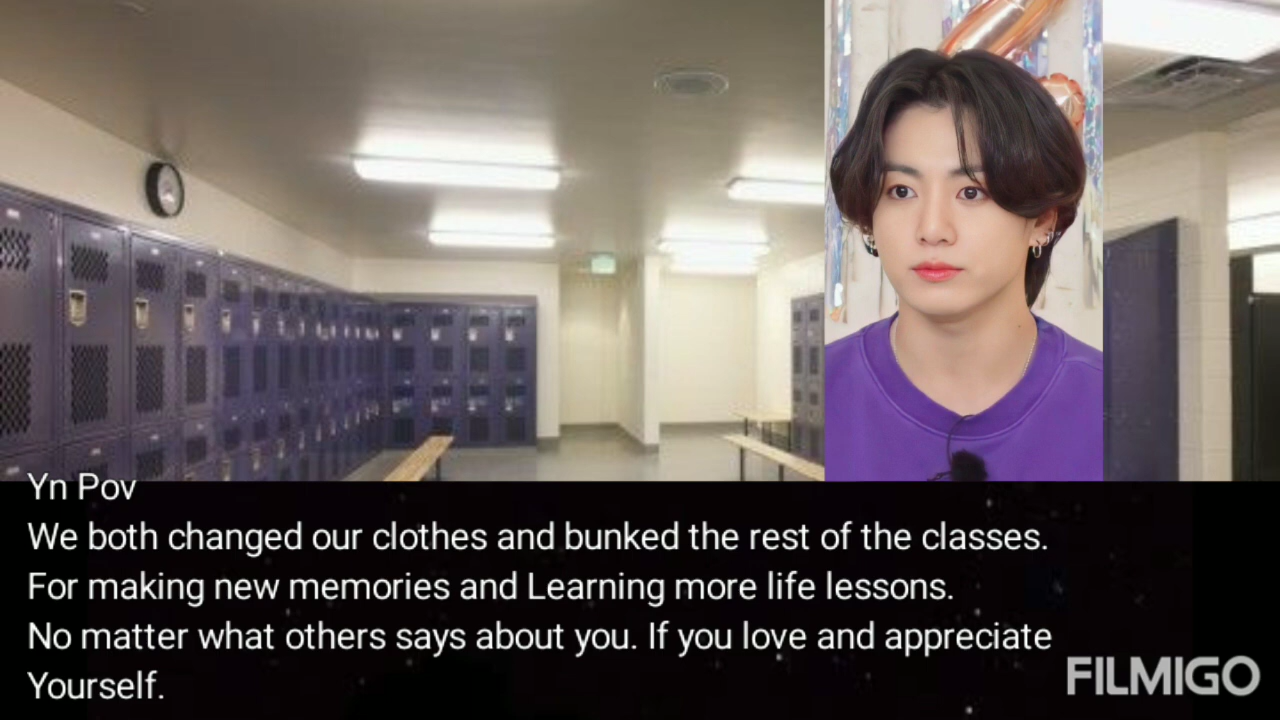 Yn Pov
We both changed our clothes and bunked the rest of the classes.
For making new memories and Learning more life lessons.
No matter what others says about you. If you love and appreciate
Yourself.
FILMIGO